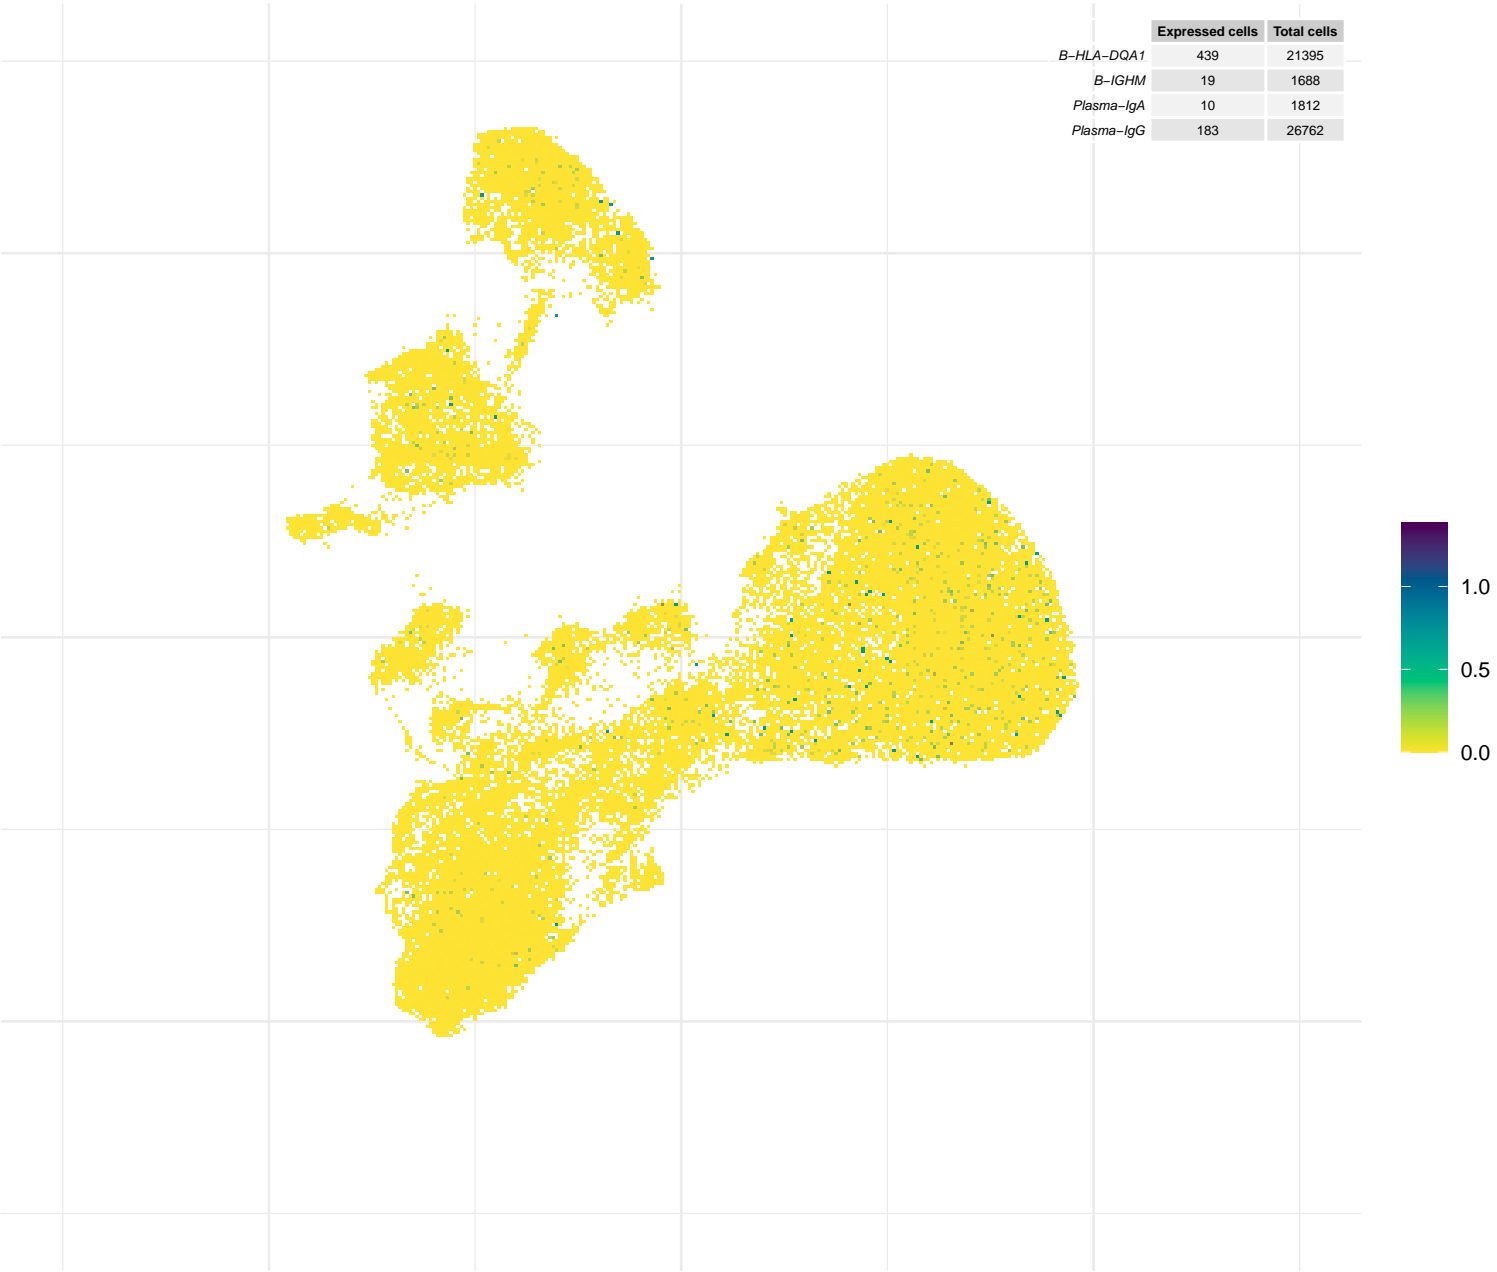 Expressed cells Total cells
B−HLA−DQA1 439 21395
B−IGHM 19 1688
Plasma−IgA 10 1812
Plasma−IgG 183 26762
1.0
0.5
0.0